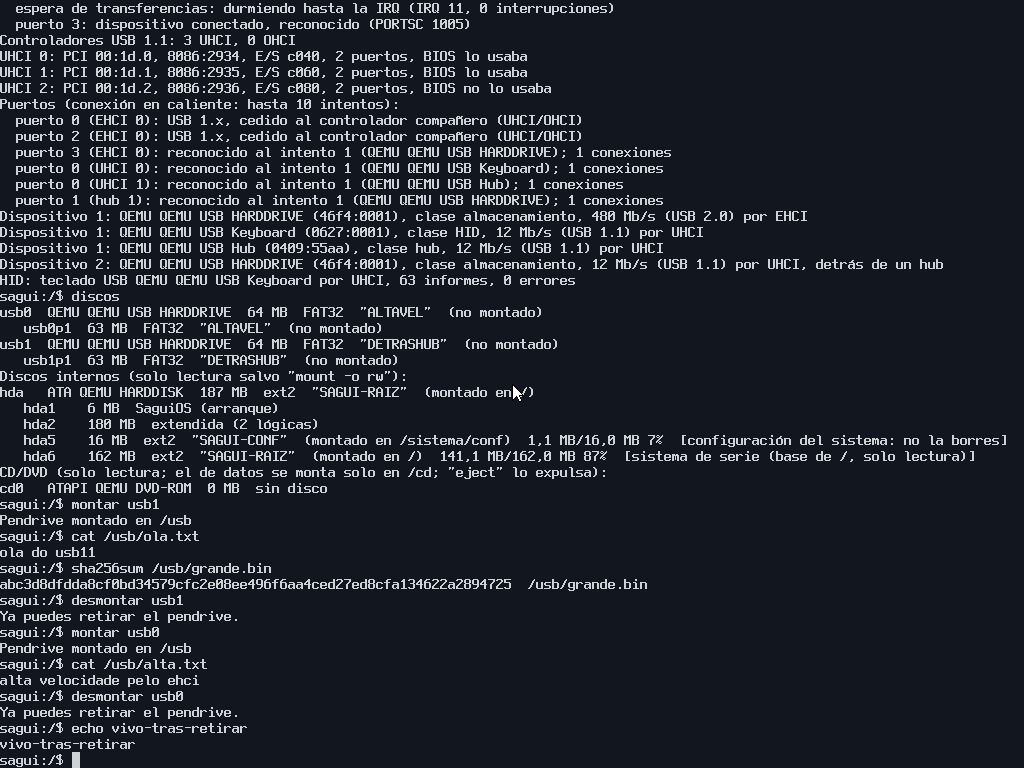 espera de transferencias: durmiendo hasta la IRQ (IRQ 11, 0 interrupciones)
puerto 3: dispositivo conectado, reconocido (PORTSC 1005)
Controladores USB 1.1: 3 UHCI, 0 OHCI
UHCI 0: PCI 00:1d.0, 8086:2934, E/S c040, 2 puertos, BIOS lo usaba
UHCI 1: PCI 00:1d.1, 8086:2935, E/S c060, 2 puertos, BIOS lo usaba
UHCI 2: PCI 00:1d.2, 8086:2936, E/S c080, 2 puertos, BIOS no lo usaba
Puertos (conexión en caliente: hasta 10 intentos):
puerto 0 (EHCI 0): USB 1.x, cedido al controlador compañero (UHCI/OHCI)
puerto 2 (EHCI 0): USB 1.x, cedido al controlador compañero (UHCI/OHCI)
puerto 3 (EHCI 0): reconocido al intento 1 (QEMU QEMU USB HARDDRIVE); 1 conexiones
puerto 0 (UHCI 0): reconocido al intento 1 (QEMU QEMU USB Keyboard); 1 conexiones
puerto 0 (UHCI 1): reconocido al intento 1 (QEMU QEMU USB Hub); 1 conexiones
puerto 1 (hub 1): reconocido al intento 1 (QEMU QEMU USB HARDDRIVE); 1 conexiones
Dispositivo 1: QEMU QEMU USB HARDDRIVE (46f4:0001), clase almacenamiento, 480 Mb/s (USB 2.0) por EHCI
Dispositivo 1: QEMU QEMU USB Keyboard (0627:0001), clase HID, 12 Mb/s (USB 1.1) por UHCI
Dispositivo 1: QEMU QEMU USB Hub (0409:55aa), clase hub, 12 Mb/s (USB 1.1) por UHCI
Dispositivo 2: QEMU QEMU USB HARDDRIVE (46f4:0001), clase almacenamiento, 12 Mb/s (USB 1.1) por UHCI, detrás de un hub
HID: teclado USB QEMU QEMU USB Keyboard por UHCI, 63 informes, 0 errores
sagui:/$ discos
usb0  QEMU QEMU USB HARDDRIVE  64 MB  FAT32  "ALTAVEL"  (no montado)
usb0p1  63 MB  FAT32  "ALTAVEL"  (no montado)
usb1  QEMU QEMU USB HARDDRIVE  64 MB  FAT32  "DETRASHUB"  (no montado)
usb1p1  63 MB  FAT32  "DETRASHUB"  (no montado)
Discos internos (solo lectura salvo "mount -o rw"):
hda   ATA QEMU HARDDISK  187 MB  ext2  "SAGUI-RAIZ"  (montado en /)
hda1    6 MB  SaguiOS (arranque)
hda2    180 MB  extendida (2 lógicas)
hda5    16 MB  ext2  "SAGUI-CONF"  (montado en /sistema/conf)  1,1 MB/16,0 MB 7%  [configuración del sistema: no la borres]
hda6    162 MB  ext2  "SAGUI-RAIZ"  (montado en /)  141,1 MB/162,0 MB 87%  [sistema de serie (base de /, solo lectura)]
CD/DVD (solo lectura; el de datos se monta solo en /cd; "eject" lo expulsa):
cd0   ATAPI QEMU DVD-ROM  0 MB  sin disco
sagui:/$ montar usb1
Pendrive montado en /usb
sagui:/$ cat /usb/ola.txt
ola do usb11
sagui:/$ sha256sum /usb/grande.bin
abc3d8dfdda8cf0bd34579cfc2e08ee496f6aa4ced27ed8cfa134622a2894725  /usb/grande.bin
sagui:/$ desmontar usb1
Ya puedes retirar el pendrive.
sagui:/$ montar usb0
Pendrive montado en /usb
sagui:/$ cat /usb/alta.txt
alta velocidade pelo ehci
sagui:/$ desmontar usb0
Ya puedes retirar el pendrive.
sagui:/$ echo vivo-tras-retirar
vivo-tras-retirar
sagui:/$